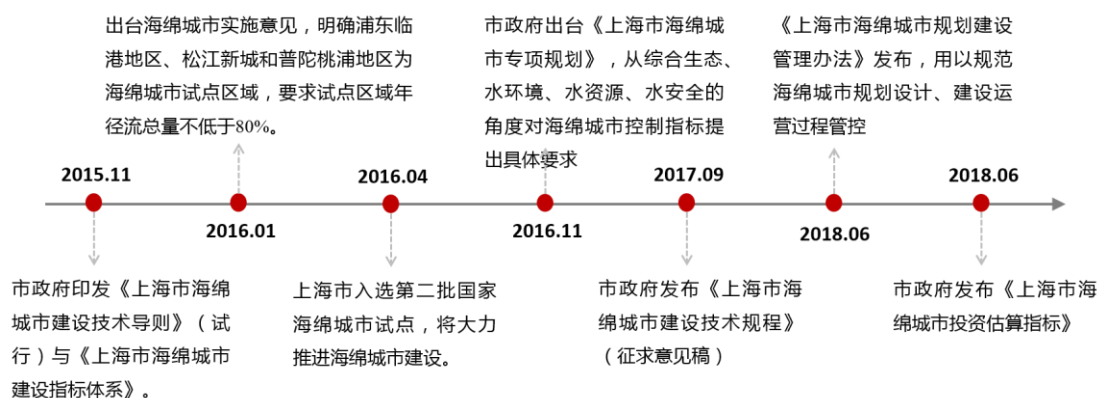 出台海绵城市实施意见，明确浦东临
港地区、松江新城和普陀桃浦地区为
海绵城市试点区域，要求试点区域年
径流总量不低于80%。
市政府出台《上海市海绵城
市专项规划》，从综合生态、
水环境、水资源、水安全的
角度对海绵城市控制指标提
出具体要求
《上海市海绵城市规划建设
管理办法》发布，用以规范
海绵城市规划设计、建设运
营过程管控
2015.11
2016.01
2016.04
2016.11
2017.09
2018.06
2018.06
市政府印发《上海市海绵
城市建设技术导则》（试
行）与《上海市海绵城市
建设指标体系》。
上海市入选第二批国家
海绵城市试点，将大力
推进海绵城市建设。
市政府发布《上海市海
绵城市建设技术规程》
（征求意见稿）
市政府发布《上海市海
绵城市投资估算指标》